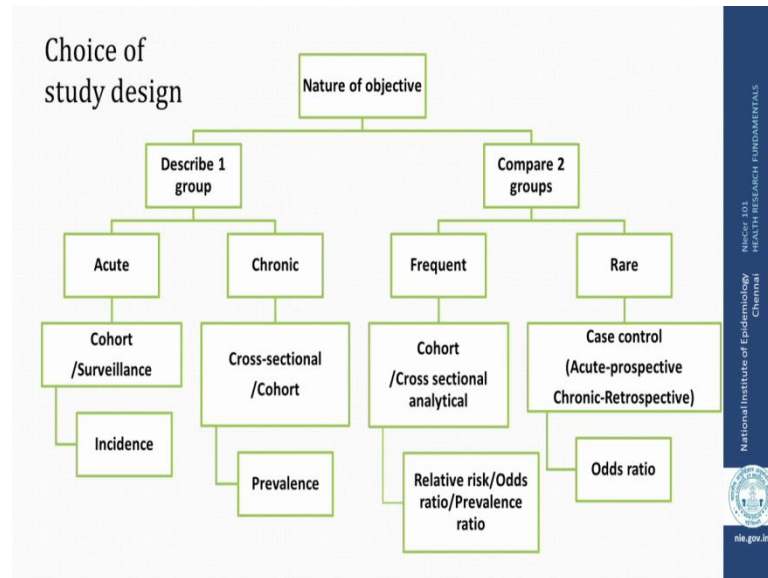 Choice of
study design
Nature of objective
Describe 1
group
Compare 2
groups
Acute
Chronic
Frequent
Rare
Cohort
/Surveillance
Cross-sectional
/Cohort
Cohort
/Cross sectional
analytical
Case control
(Acute-prospective
Chronic-Retrospective)
Incidence
Prevalence
Relative risk/Odds
ratio/Prevalence
ratio
Odds ratio
NIeCer 101
HEALTH RESEARCH FUNDAMENTALS
National Institute of Epidemiology
Chennai
nie.gov.in